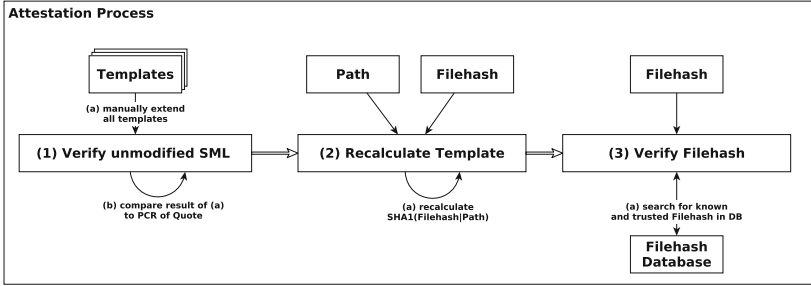 Attestation Process
Templates
(a) manually extend
all templates
(1) Verify unmodified SML
(b) compare result of (a)
to PCR of Quote
Path
Filehash
(2) Recalculate Template
(a) recalculate
SHA1(Filehash|Path)
Filehash
(3) Verify Filehash
(a) search for known
and trusted Filehash in DB
Filehash
Database